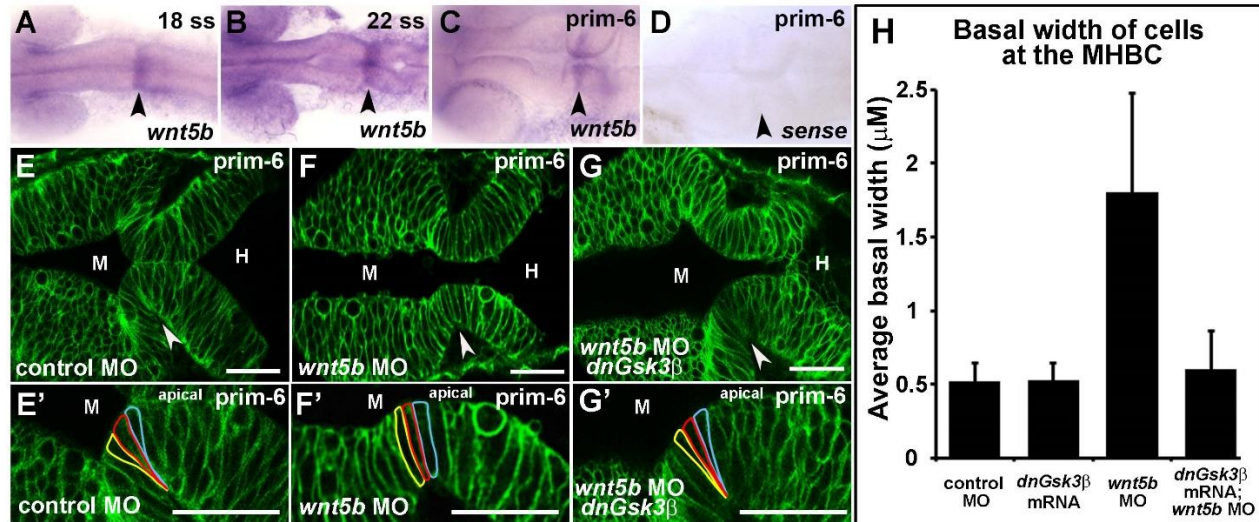 A 18 ss
wnt5b
B 22 ss
wnt5b
C prim-6
wnt5b
D prim-6
sense
E prim-6
M H
control MO
F prim-6
M H
wnt5b MO
G prim-6
M H
wnt5b MO
dnGsk3β
E' M apical prim-6
control MO
F' M apical prim-6
wnt5b MO
G' M apical prim-6
wnt5b MO
dnGsk3β
H Basal width of cells
at the MHBC
Average basal width (μM)
2.5
2
1.5
1
0.5
0
control
MO
dnGsk3β
mRNA
wnt5b
MO
dnGsk3β
mRNA;
wnt5b MO